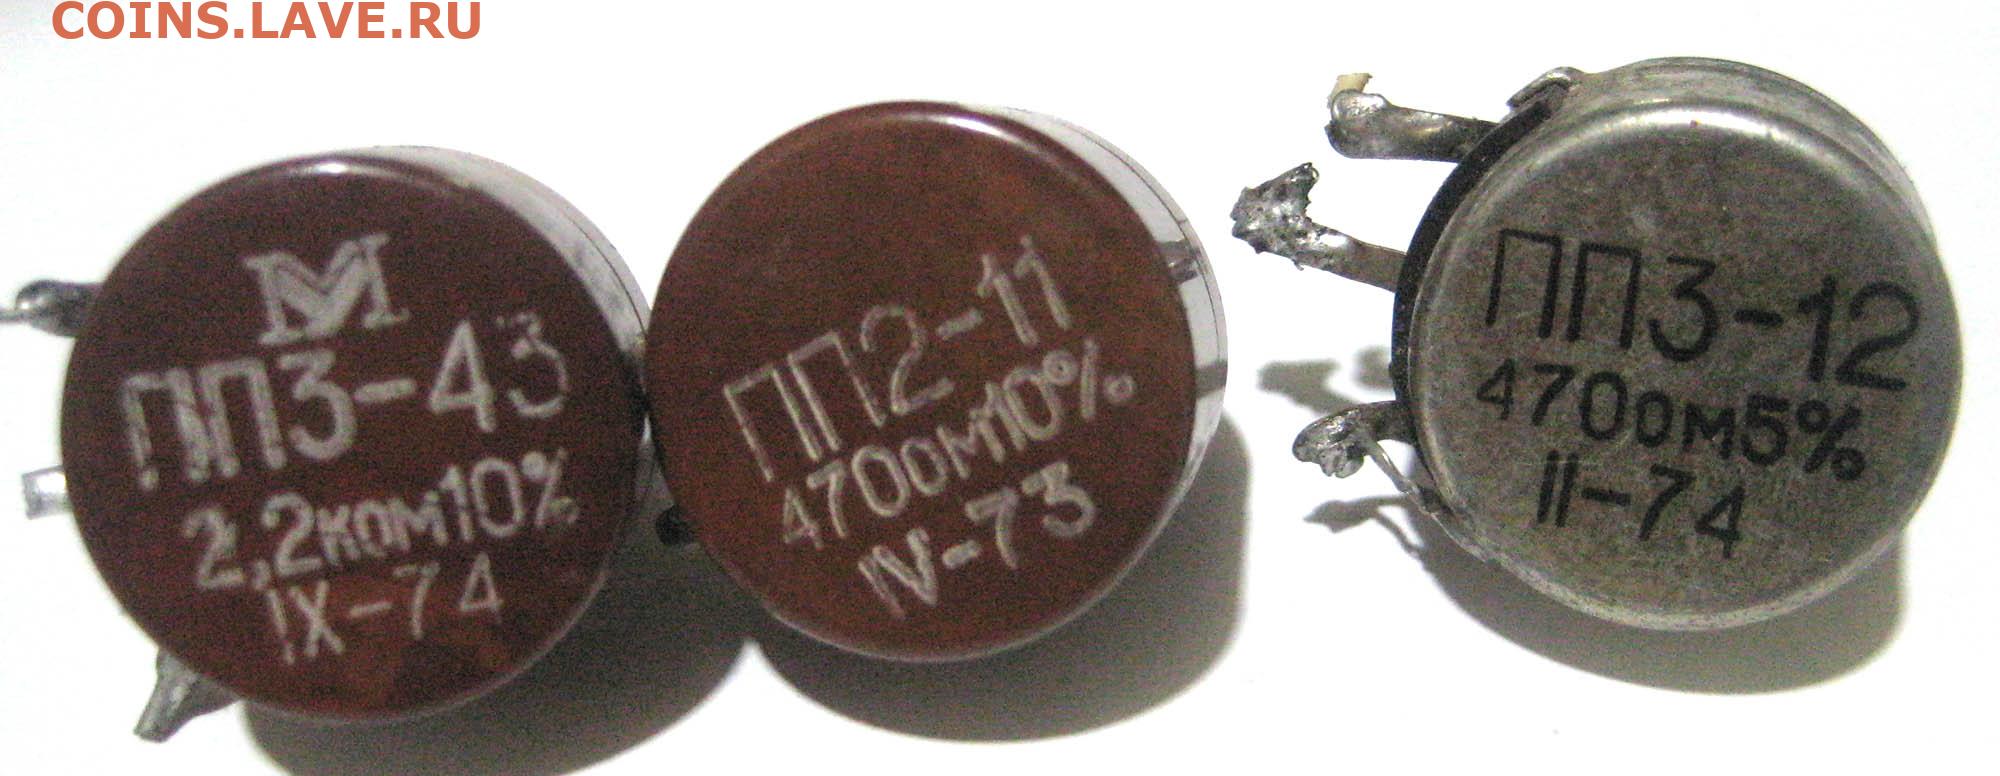 COINS.LAVE.RU
М
ПП3-43
2,2ком10%
IX-74
ПП2-11
470ом10%
IV-73
ПП3-12
470ом5%
II-74